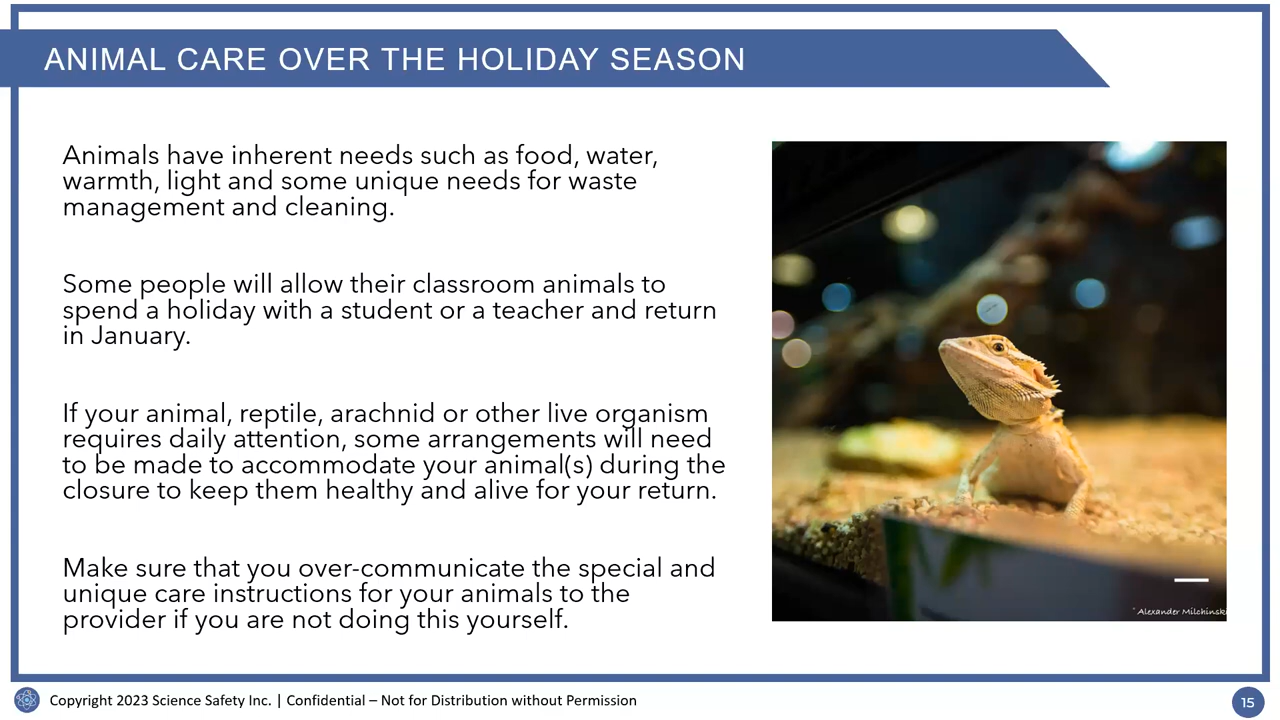 ANIMAL CARE OVER THE HOLIDAY SEASON
Animals have inherent needs such as food, water,
warmth, light and some unique needs for waste
management and cleaning.
Some people will allow their classroom animals to
spend a holiday with a student or a teacher and return
in January.
If your animal, reptile, arachnid or other live organism
requires daily attention, some arrangements will need
to be made to accommodate your animal(s) during the
closure to keep them healthy and alive for your return.
Make sure that you over-communicate the special and
unique care instructions for your animals to the
provider if you are not doing this yourself.
Alexander Milchinski
Copyright 2023 Science Safety Inc. | Confidential – Not for Distribution without Permission
15